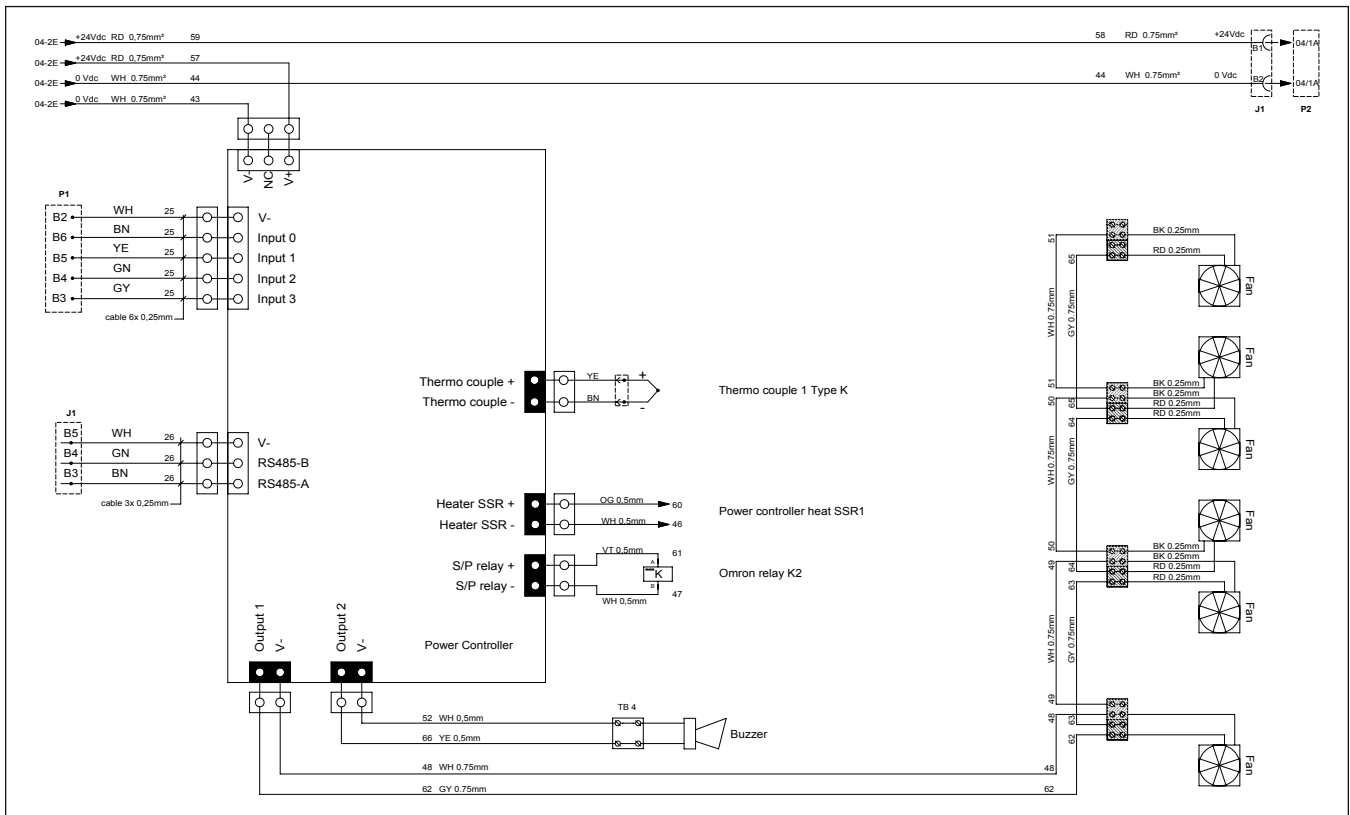 04-2E +24Vdc RD 0,75mm² 59 58 RD 0.75mm² +24Vdc B1 04/1A
04-2E +24Vdc RD 0,75mm² 57
04-2E 0 Vdc WH 0.75mm² 44 44 WH 0.75mm² 0 Vdc B2 04/1A
04-2E 0 Vdc WH 0.75mm² 43
J1 P2
V- NC V+
P1
B2 WH 25 V-
B6 BN 25 Input 0
B5 YE 25 Input 1
B4 GN 25 Input 2
B3 GY 25 Input 3
cable 6x 0,25mm
J1
B5 WH 26 V-
B4 GN 26 RS485-B
B3 BN 26 RS485-A
cable 3x 0,25mm
Thermo couple + YE +
Thermo couple - BN -
Thermo couple 1 Type K
Heater SSR + OG 0.5mm 60
Heater SSR - WH 0.5mm 46
Power controller heat SSR1
S/P relay + VT 0.5mm 61
A
K
B
S/P relay - WH 0,5mm 47
Omron relay K2
Output 1
V-
Output 2
V-
Power Controller
52 WH 0,5mm
66 YE 0,5mm
TB 4
Buzzer
48 WH 0.75mm 48
62 GY 0.75mm 62
51
65
BK 0.25mm
RD 0.25mm
Fan
WH 0.75mm
GY 0.75mm
Fan
51
50
65
64
BK 0.25mm
BK 0.25mm
RD 0.25mm
RD 0.25mm
Fan
WH 0.75mm
GY 0.75mm
Fan
50
49
64
63
BK 0.25mm
BK 0.25mm
RD 0.25mm
RD 0.25mm
Fan
WH 0.75mm
GY 0.75mm
49
48
63
62
Fan